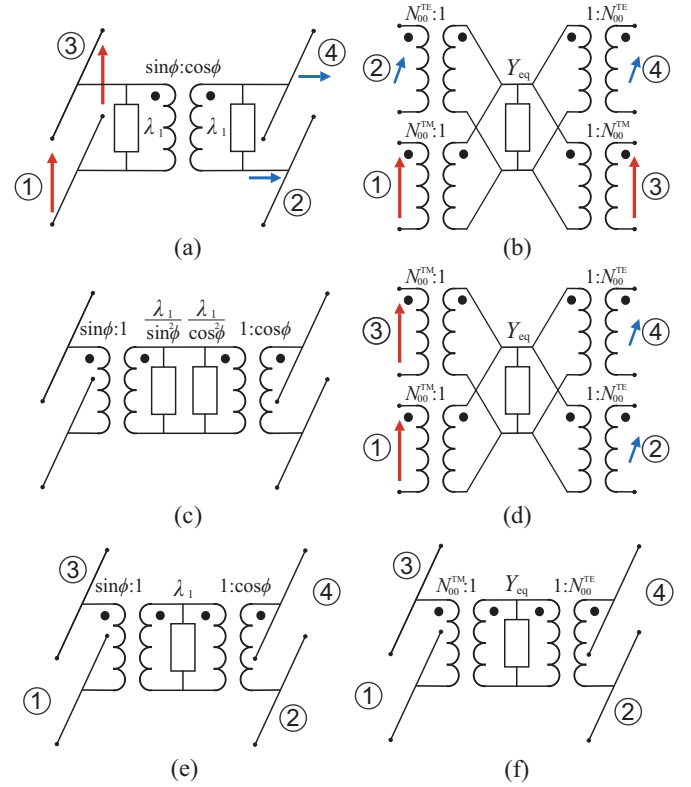 ③
④
sinϕ:cosϕ
λ₁
λ₁
①
②
(a)
N₀₀ᵀᴱ:1
1:N₀₀ᵀᴱ
②
Y_eq
④
N₀₀ᵀᴹ:1
1:N₀₀ᵀᴹ
①
③
(b)
sinϕ:1
λ₁/sin²ϕ
λ₁/cos²ϕ
1:cosϕ
(c)
N₀₀ᵀᴹ:1
1:N₀₀ᵀᴱ
③
Y_eq
④
N₀₀ᵀᴹ:1
1:N₀₀ᵀᴱ
①
②
(d)
③
sinϕ:1
λ₁
1:cosϕ
④
①
②
(e)
③
N₀₀ᵀᴹ:1
Y_eq
1:N₀₀ᵀᴱ
④
①
②
(f)